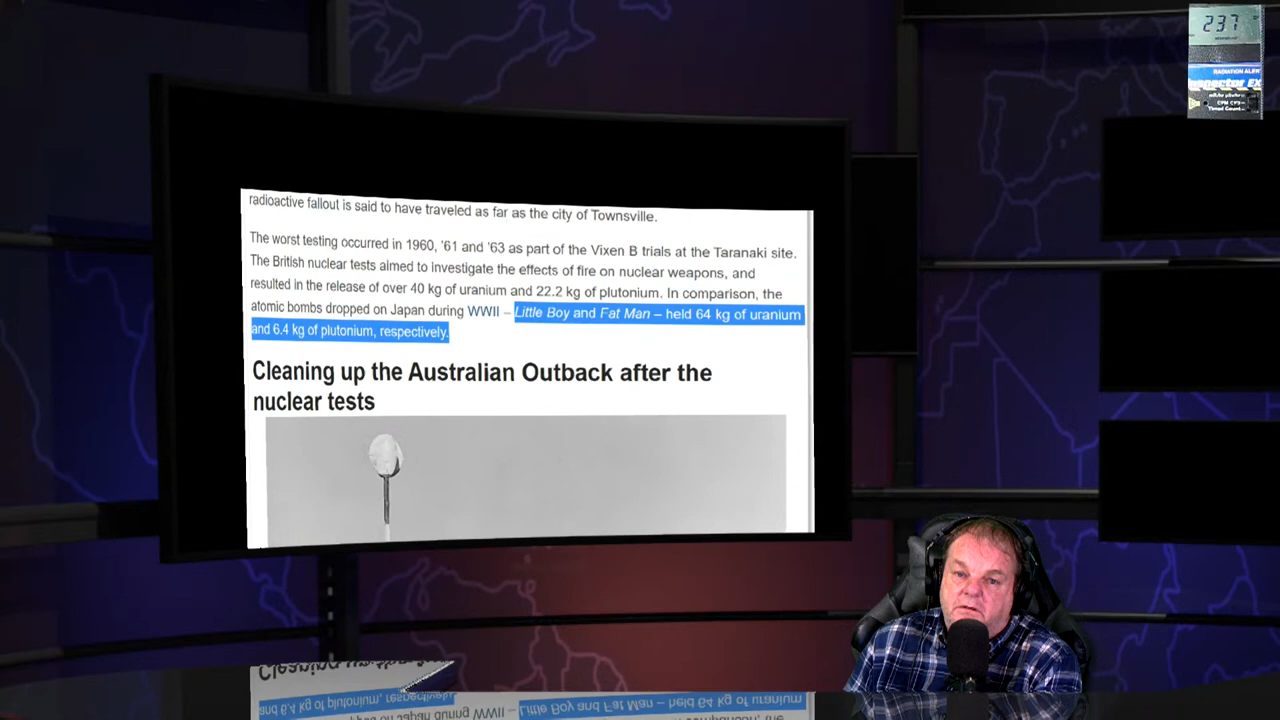 237
RADIATION ALERT
Inspector EX
radioactive fallout is said to have traveled as far as the city of Townsville.
The worst testing occurred in 1960, '61 and '63 as part of the Vixen B trials at the Taranaki site.
The British nuclear tests aimed to investigate the effects of fire on nuclear weapons, and
resulted in the release of over 40 kg of uranium and 22.2 kg of plutonium. In comparison, the
atomic bombs dropped on Japan during WWII – Little Boy and Fat Man – held 64 kg of uranium
and 6.4 kg of plutonium, respectively.
Cleaning up the Australian Outback after the
nuclear tests